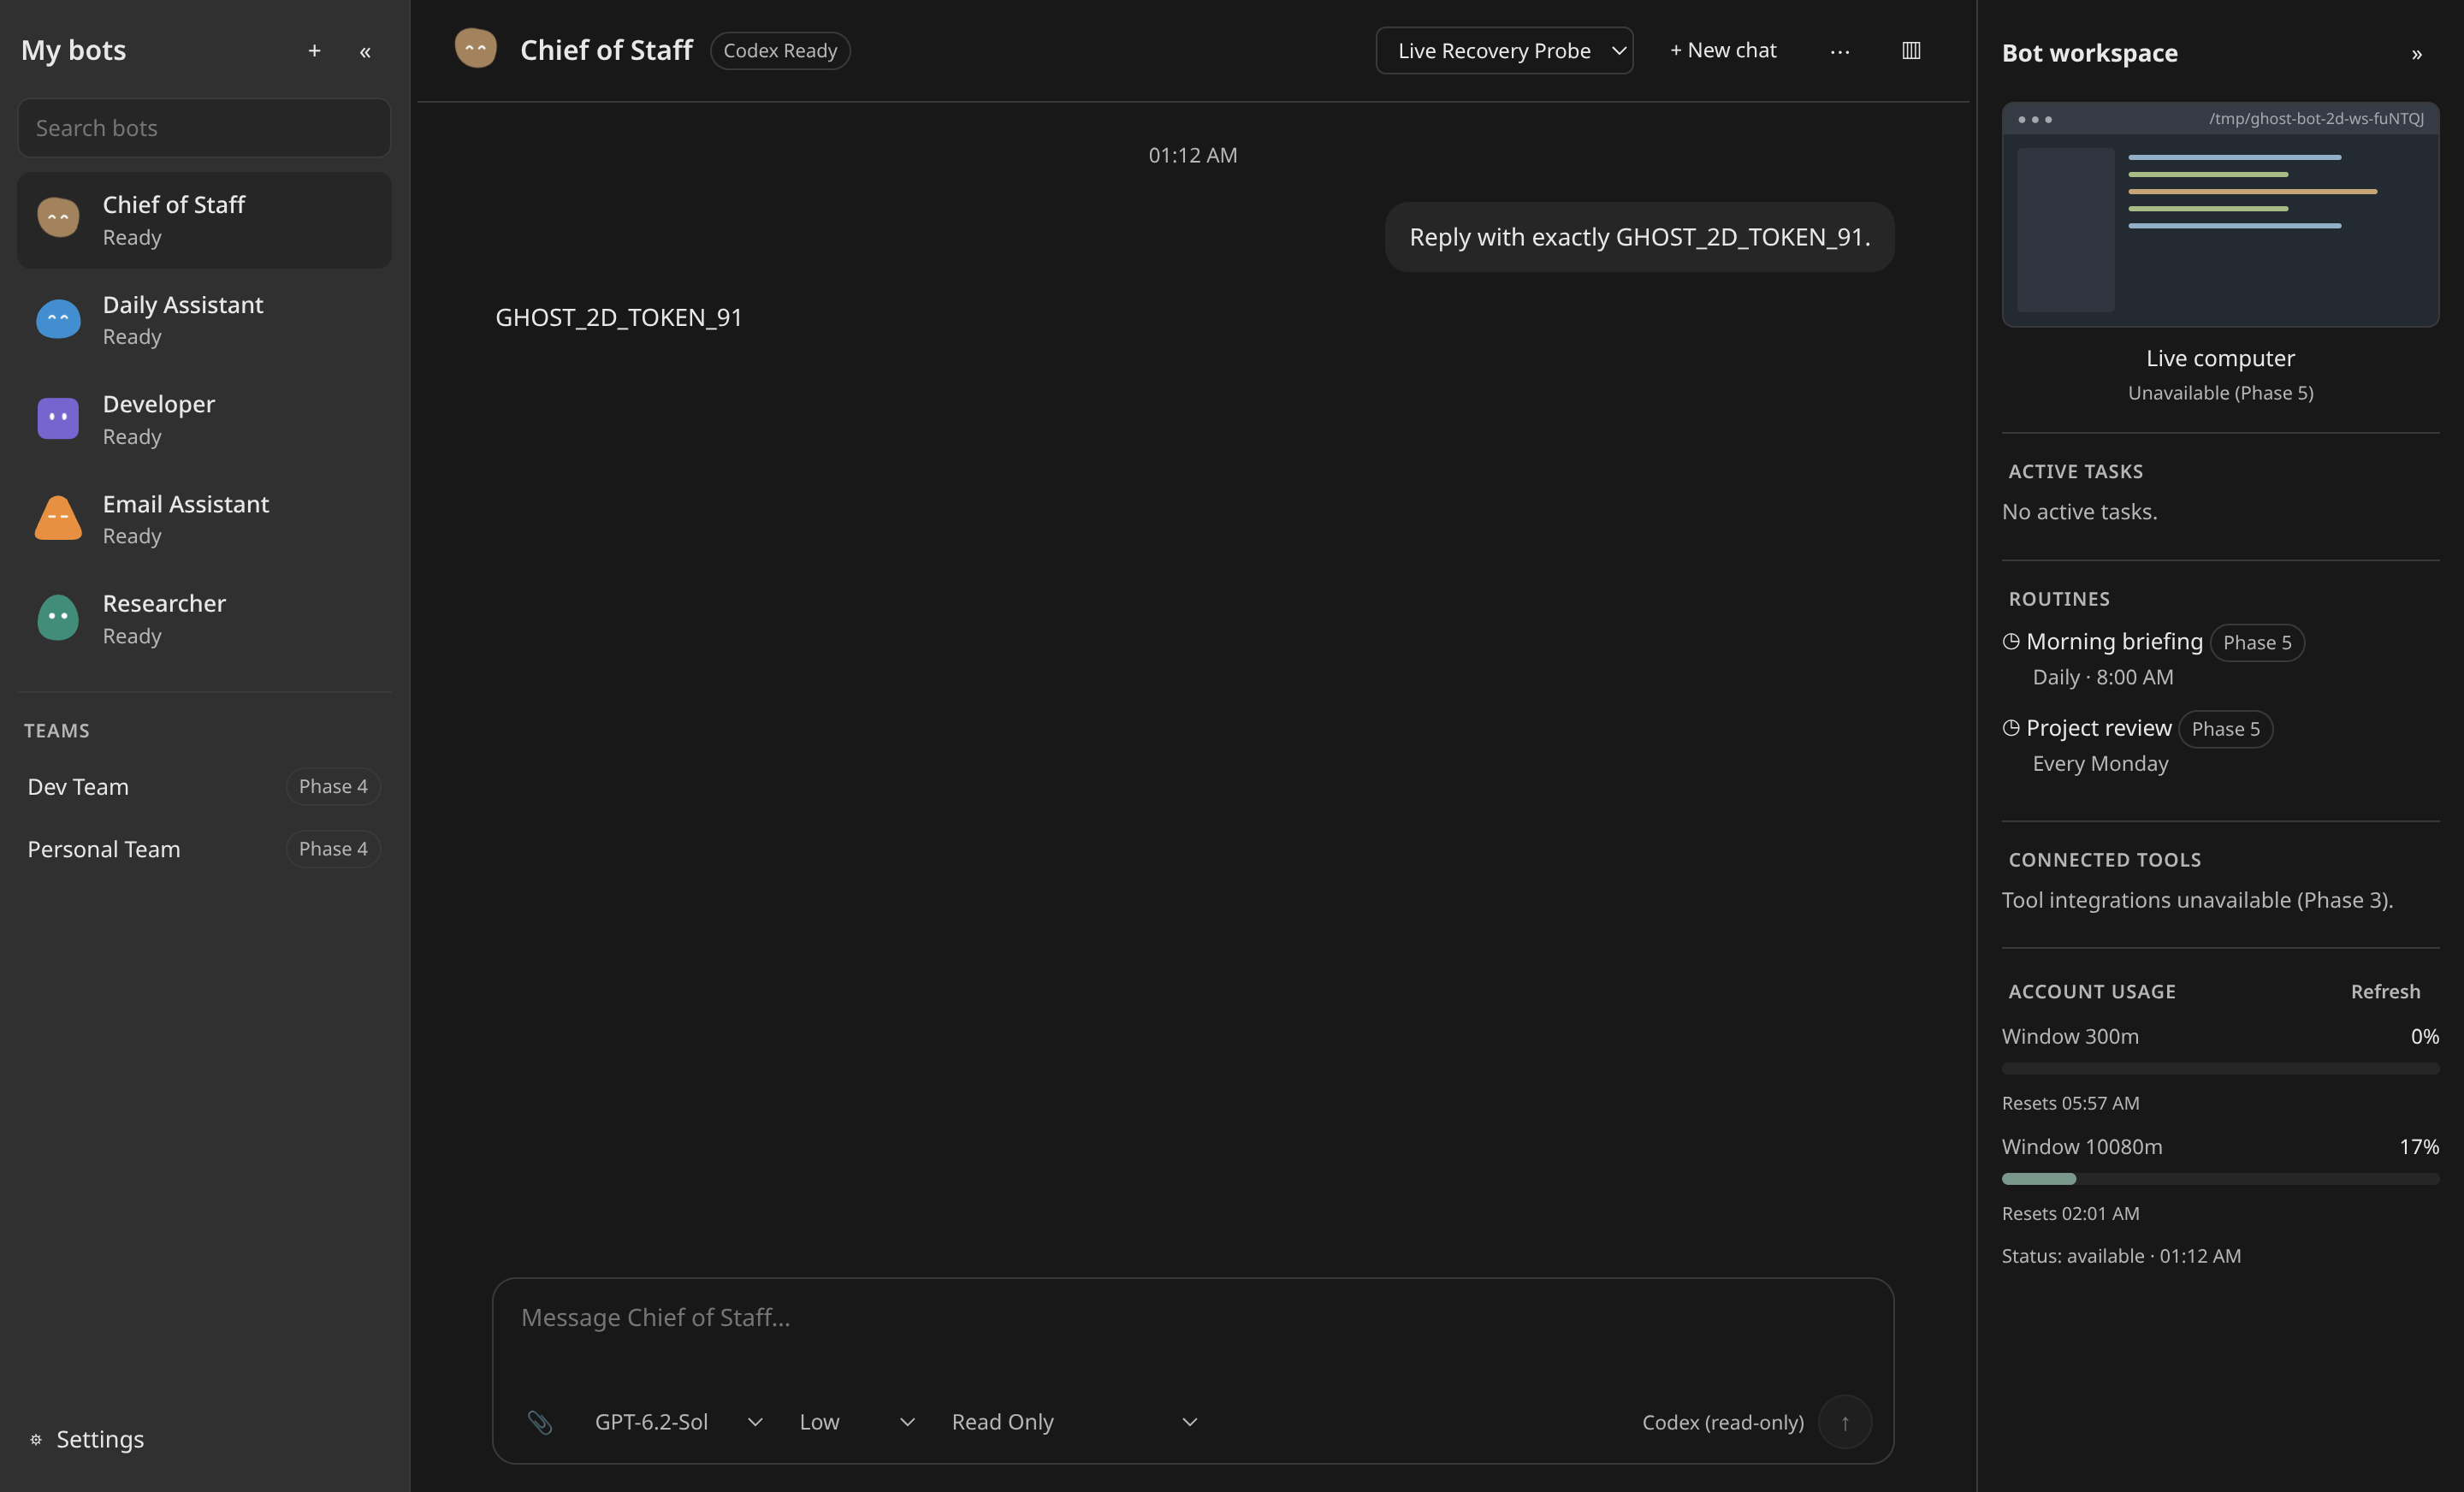 My bots + «
Search bots
Chief of Staff
Ready
Daily Assistant
Ready
Developer
Ready
Email Assistant
Ready
Researcher
Ready
TEAMS
Dev Team Phase 4
Personal Team Phase 4
Settings
Chief of Staff Codex Ready Live Recovery Probe + New chat ...
01:12 AM
Reply with exactly GHOST_2D_TOKEN_91.
GHOST_2D_TOKEN_91
Message Chief of Staff...
GPT-6.2-Sol Low Read Only Codex (read-only) ↑
Bot workspace »
/tmp/ghost-bot-2d-ws-fuNTQJ
Live computer
Unavailable (Phase 5)
ACTIVE TASKS
No active tasks.
ROUTINES
Morning briefing Phase 5
Daily · 8:00 AM
Project review Phase 5
Every Monday
CONNECTED TOOLS
Tool integrations unavailable (Phase 3).
ACCOUNT USAGE Refresh
Window 300m 0%
Resets 05:57 AM
Window 10080m 17%
Resets 02:01 AM
Status: available · 01:12 AM